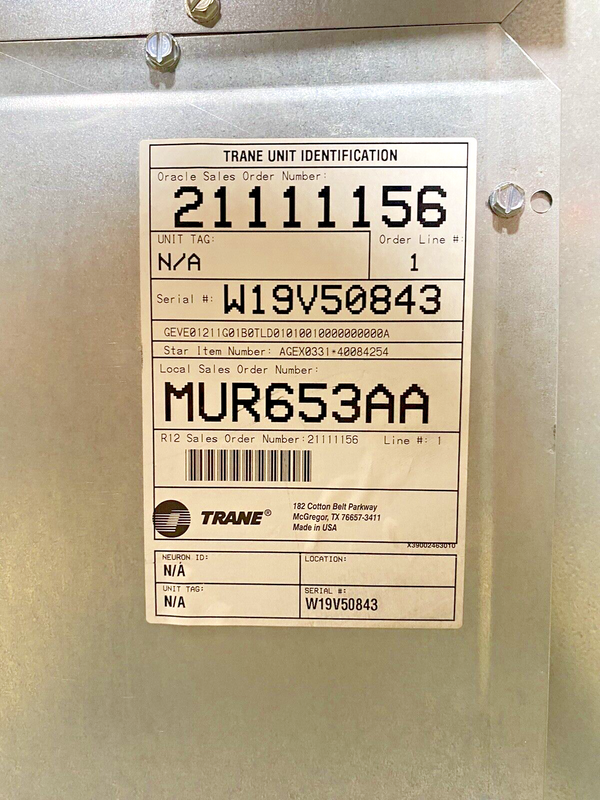 TRANE UNIT IDENTIFICATION
Oracle Sales Order Number:
21111156
UNIT TAG:
N/A
Order Line #:
1
Serial #: W19V50843
GEVE01211G01B0TLD01010010000000000A
Star Item Number: AGEX0331*40084254
Local Sales Order Number:
MUR653AA
R12 Sales Order Number:21111156 Line #: 1
TRANE®
182 Cotton Belt Parkway
McGregor, TX 76657-3411
Made in USA
X39002463010
NEURON ID:
N/A
LOCATION:
UNIT TAG:
N/A
SERIAL #:
W19V50843